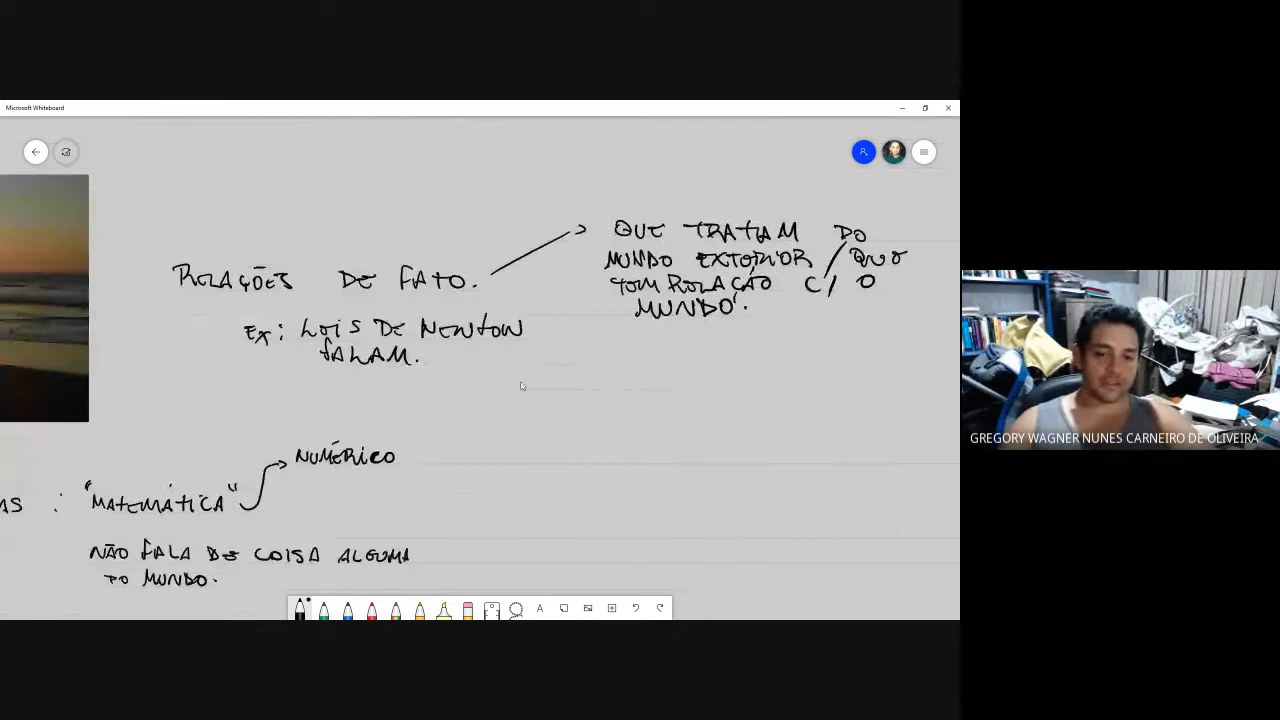 Microsoft Whiteboard
QUE TRATAM DO
MUNDO EXTERIOR / QUE
TEM RELAÇÃO C/ O
MUNDO.
RELAÇÕES DE FATO.
EX: LEIS DE NEWTON
FALAM.
NUMÉRICO
AS : "MATEMÁTICA"
NÃO FALA DE COISA ALGUMA
DO MUNDO.
GREGORY WAGNER NUNES CARNEIRO DE OLIVEIRA